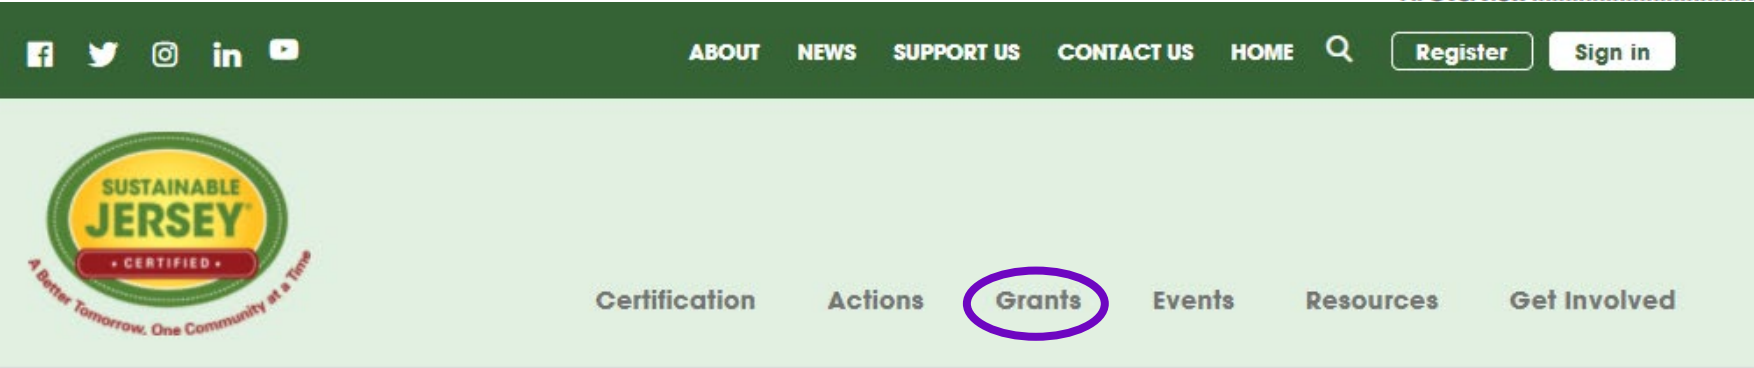 ABOUT NEWS SUPPORT US CONTACT US HOME Register Sign in
SUSTAINABLE
JERSEY
• CERTIFIED •
A Better Tomorrow, One Community at a Time
Certification Actions Grants Events Resources Get Involved